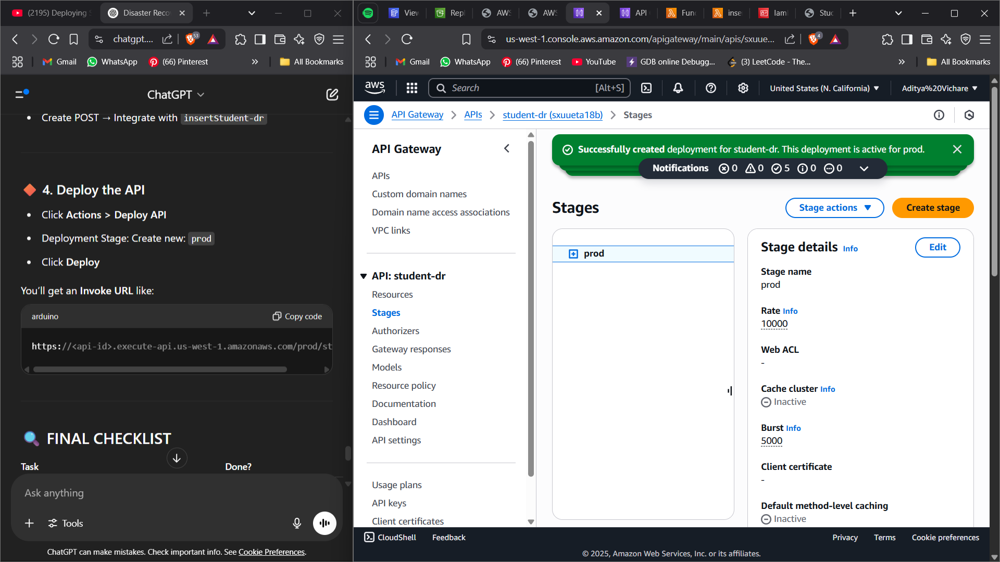 (2195) Deploying
Disaster Reco
chatgpt....
53
Gmail
WhatsApp
(66) Pinterest
»
All Bookmarks
ChatGPT
• Create POST → Integrate with insertStudent-dr
4. Deploy the API
• Click Actions > Deploy API
• Deployment Stage: Create new: prod
• Click Deploy
You'll get an Invoke URL like:
arduino
Copy code
https://<api-id>.execute-api.us-west-1.amazonaws.com/prod/st
FINAL CHECKLIST
Task Done?
Ask anything
Tools
ChatGPT can make mistakes. Check important info. See Cookie Preferences.
View
Repl
AWS
AWS
API
Fun
inse
Iam
Stud
us-west-1.console.aws.amazon.com/apigateway/main/apis/sxuue...
4
Gmail
WhatsApp
(66) Pinterest
YouTube
GDB online Debugg...
(3) LeetCode - The...
»
All Bookmarks
aws
Search [Alt+S]
United States (N. California)
Aditya%20Vichare
API Gateway > APIs > student-dr (sxuueta18b) > Stages
API Gateway
APIs
Custom domain names
Domain name access associations
VPC links
API: student-dr
Resources
Stages
Authorizers
Gateway responses
Models
Resource policy
Documentation
Dashboard
API settings
Usage plans
API keys
Client certificates
Successfully created deployment for student-dr. This deployment is active for prod.
Notifications 0 0 5 0 0
Stages
Stage actions
Create stage
prod
Stage details Info
Edit
Stage name
prod
Rate Info
10000
Web ACL
-
Cache cluster Info
Inactive
Burst Info
5000
Client certificate
-
Default method-level caching
Inactive
CloudShell
Feedback
Privacy
Terms
Cookie preferences
© 2025, Amazon Web Services, Inc. or its affiliates.